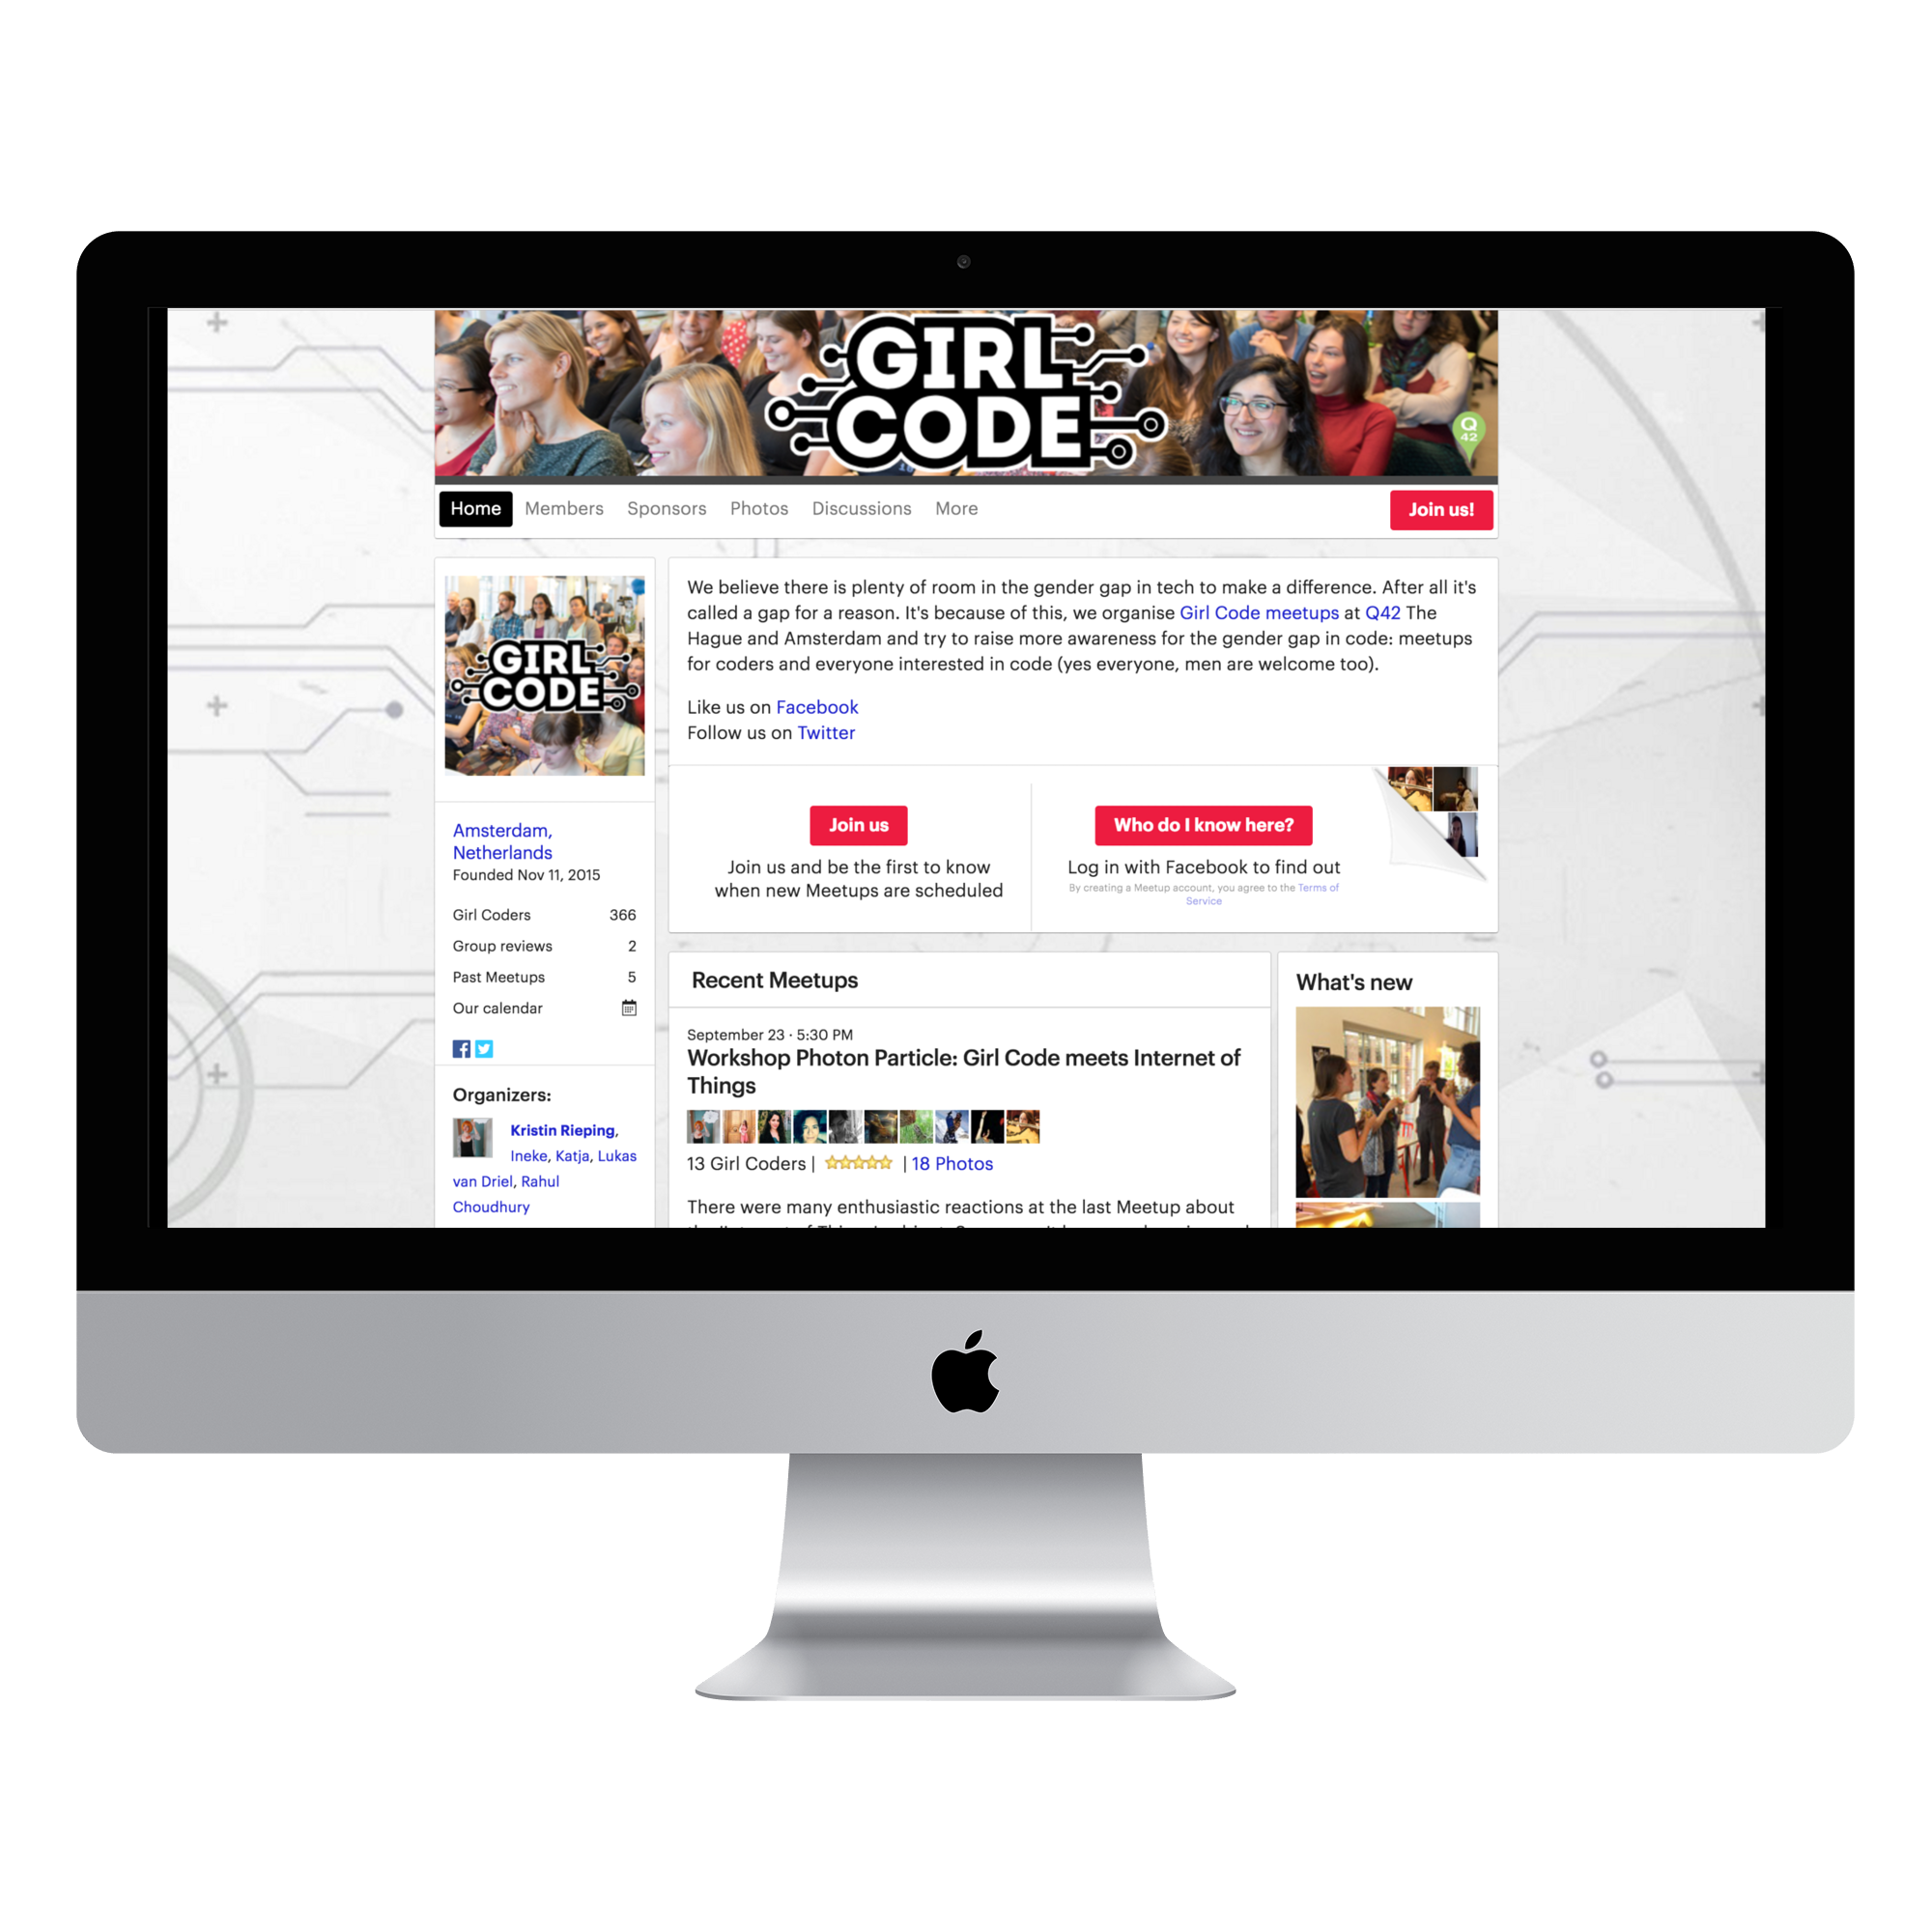 GIRL
CODE
Q
42
Home Members Sponsors Photos Discussions More Join us!
GIRL
CODE
Amsterdam,
Netherlands
Founded Nov 11, 2015
Girl Coders 366
Group reviews 2
Past Meetups 5
Our calendar
Organizers:
Kristin Rieping,
Ineke, Katja, Lukas
van Driel, Rahul
Choudhury
We believe there is plenty of room in the gender gap in tech to make a difference. After all it's
called a gap for a reason. It's because of this, we organise Girl Code meetups at Q42 The
Hague and Amsterdam and try to raise more awareness for the gender gap in code: meetups
for coders and everyone interested in code (yes everyone, men are welcome too).
Like us on Facebook
Follow us on Twitter
Join us
Join us and be the first to know
when new Meetups are scheduled
Who do I know here?
Log in with Facebook to find out
By creating a Meetup account, you agree to the Terms of
Service
Recent Meetups
September 23 · 5:30 PM
Workshop Photon Particle: Girl Code meets Internet of
Things
13 Girl Coders | | 18 Photos
There were many enthusiastic reactions at the last Meetup about
What's new